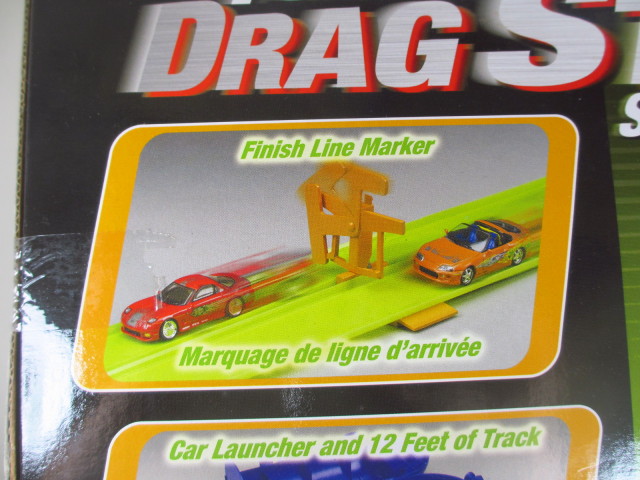 DRAG
Finish Line Marker
Marquage de ligne d'arrivée
Car Launcher and 12 Feet of Track